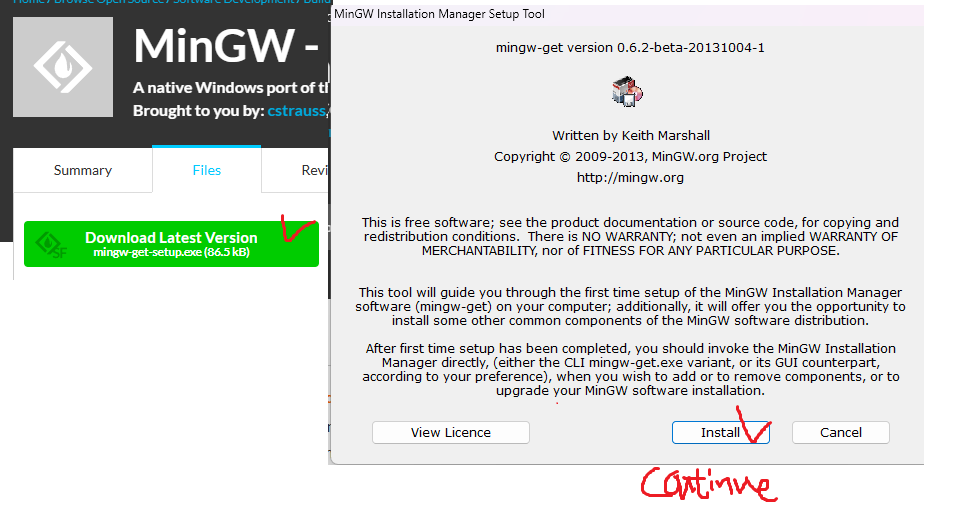 Home / Browse Open Source / Software Development / Build
MinGW -
A native Windows port of th
Brought to you by: cstrauss,
Summary
Files
Revi
Download Latest Version
mingw-get-setup.exe (86.5 kB)
SF
MinGW Installation Manager Setup Tool
mingw-get version 0.6.2-beta-20131004-1
Written by Keith Marshall
Copyright © 2009-2013, MinGW.org Project
http://mingw.org
This is free software; see the product documentation or source code, for copying and
redistribution conditions. There is NO WARRANTY; not even an implied WARRANTY OF
MERCHANTABILITY, nor of FITNESS FOR ANY PARTICULAR PURPOSE.
This tool will guide you through the first time setup of the MinGW Installation Manager
software (mingw-get) on your computer; additionally, it will offer you the opportunity to
install some other common components of the MinGW software distribution.
After first time setup has been completed, you should invoke the MinGW Installation
Manager directly, (either the CLI mingw-get.exe variant, or its GUI counterpart,
according to your preference), when you wish to add or to remove components, or to
upgrade your MinGW software installation.
View Licence
Install
Cancel
Continue